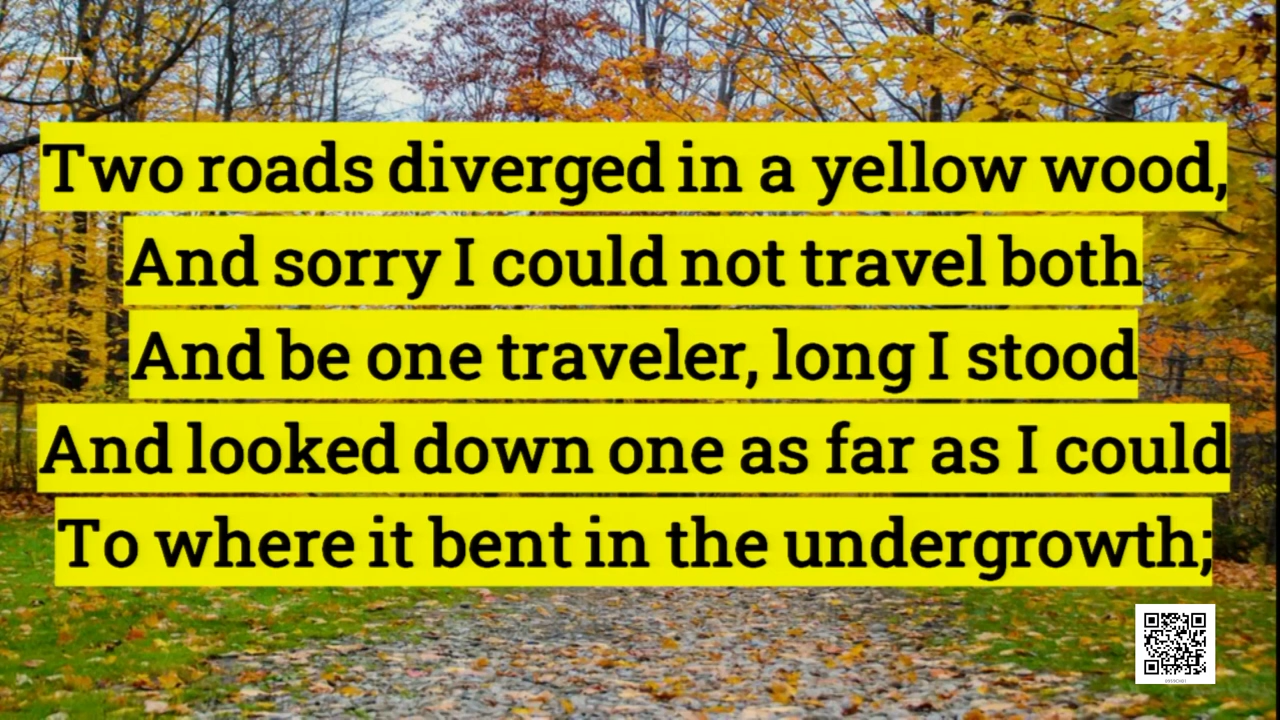 Two roads diverged in a yellow wood,
And sorry I could not travel both
And be one traveler, long I stood
And looked down one as far as I could
To where it bent in the undergrowth;